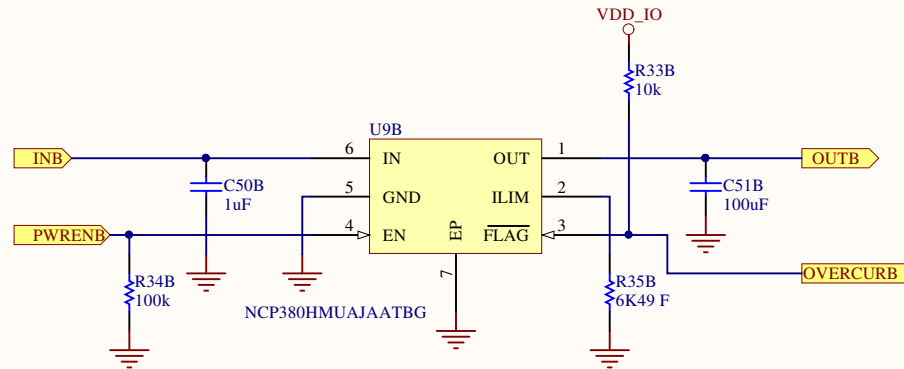 VDD_IO
R33B
10k
U9B
INB
6
IN
OUT
1
OUTB
C50B
1uF
5
GND
ILIM
2
C51B
100uF
PWRENB
4
EN
EP
FLAG
3
7
R34B
100k
OVERCURB
R35B
6K49 F
NCP380HMUAJAATBG